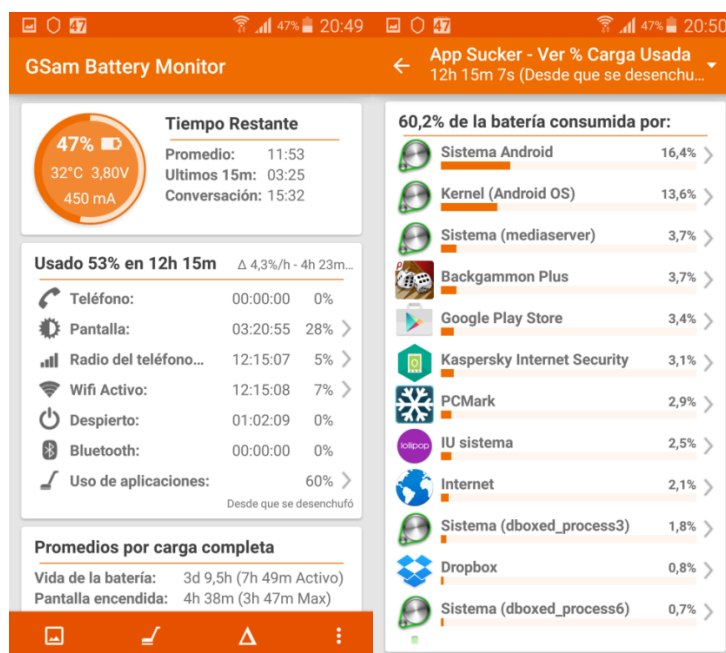 47
47%
20:49
GSam Battery Monitor
47%
32°C 3,80V
450 mA
Tiempo Restante
Promedio: 11:53
Ultimos 15m: 03:25
Conversación: 15:32
Usado 53% en 12h 15m Δ 4,3%/h - 4h 23m...
Teléfono: 00:00:00 0%
Pantalla: 03:20:55 28%
Radio del teléfono... 12:15:07 5%
Wifi Activo: 12:15:08 7%
Despierto: 01:02:09 0%
Bluetooth: 00:00:00 0%
Uso de aplicaciones: 60%
Desde que se desenchufó
Promedios por carga completa
Vida de la batería: 3d 9,5h (7h 49m Activo)
Pantalla encendida: 4h 38m (3h 47m Max)
47
47%
20:50
App Sucker - Ver % Carga Usada
12h 15m 7s (Desde que se desenchu...
60,2% de la batería consumida por:
Sistema Android 16,4%
Kernel (Android OS) 13,6%
Sistema (mediaserver) 3,7%
Backgammon Plus 3,7%
Google Play Store 3,4%
Kaspersky Internet Security 3,1%
PCMark 2,9%
lollipop
IU sistema 2,5%
Internet 2,1%
Sistema (dboxed_process3) 1,8%
Dropbox 0,8%
Sistema (dboxed_process6) 0,7%